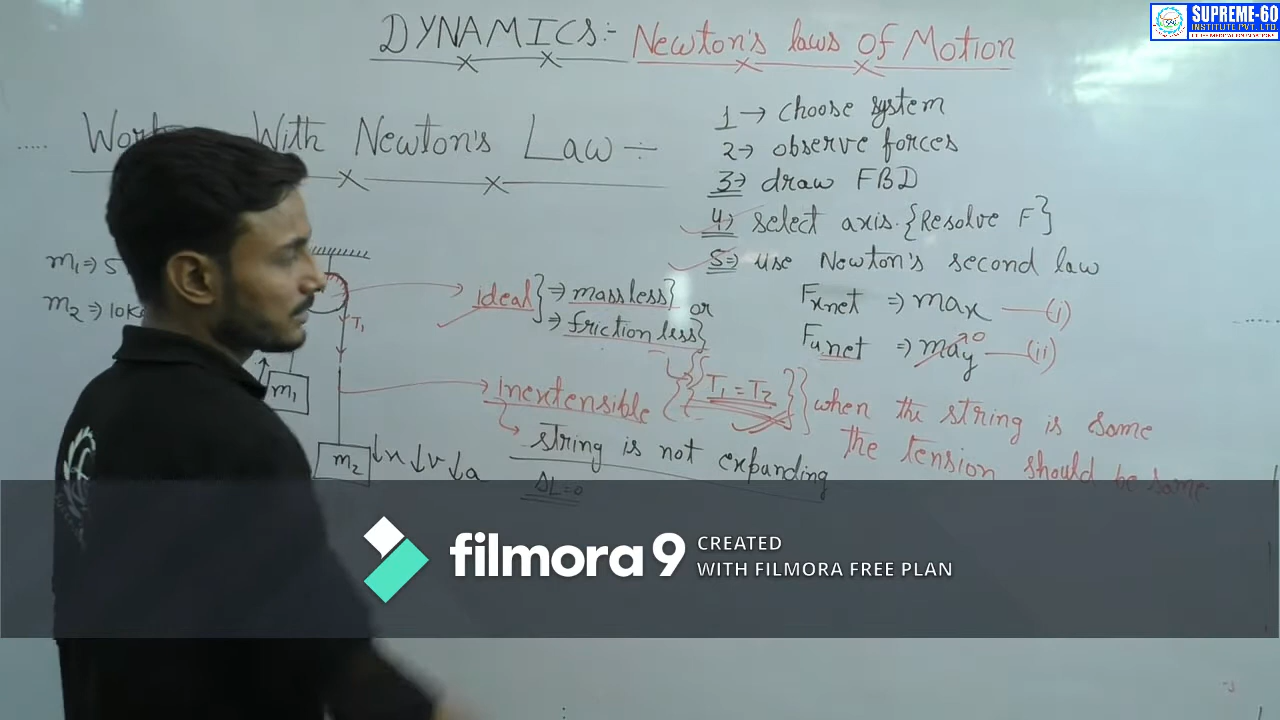 SUPREME-60
INSTITUTE PVT. LTD.
DYNAMICS:- Newton's laws of Motion
With Newton's Law ÷
1 → choose system
2→ observe forces
3→ draw FBD
4→ select axis. {Resolve F}
5→ use Newton's second law
Fxnet ⇒ max — (i)
Funet ⇒ may→0 — (ii)
m1 ⇒ 5
m2 ⇒ 10kg
T1
m1
m2 ↓x ↓v ↓a
ideal } ⇒ massless} or
⇒ frictionless}
inextensible {{ T1 = T2 }} when the string is same
the tension should be same
string is not expanding
ΔL=0
filmora 9 CREATED
WITH FILMORA FREE PLAN